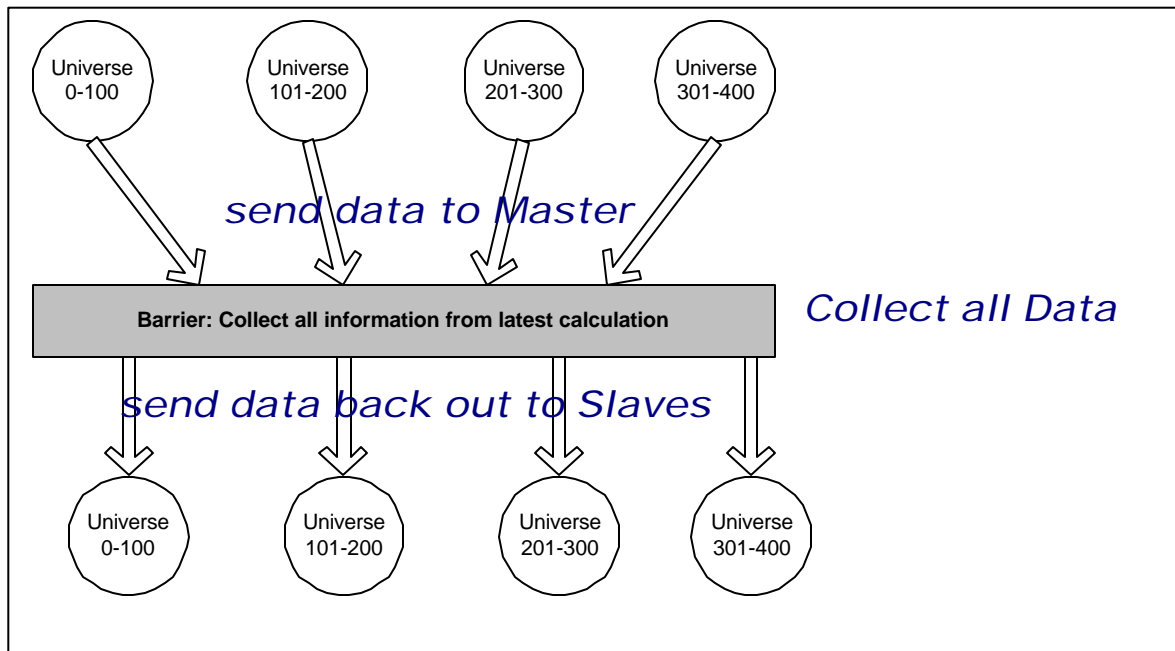 Universe
0-100
Universe
101-200
Universe
201-300
Universe
301-400
send data to Master
Barrier: Collect all information from latest calculation
Collect all Data
send data back out to Slaves
Universe
0-100
Universe
101-200
Universe
201-300
Universe
301-400